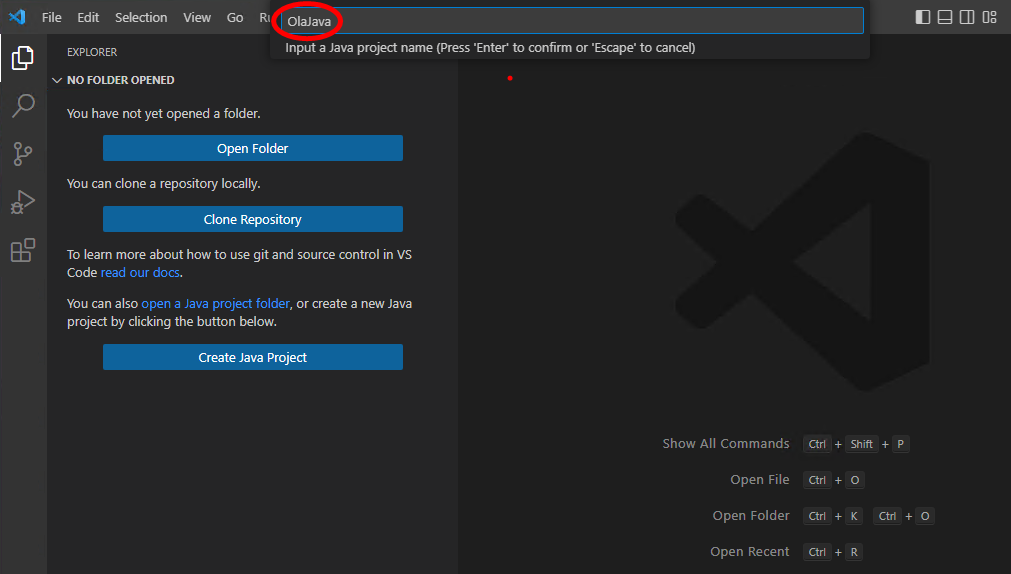 File Edit Selection View Go Ru
OlaJava
Input a Java project name (Press 'Enter' to confirm or 'Escape' to cancel)
EXPLORER
NO FOLDER OPENED
You have not yet opened a folder.
Open Folder
You can clone a repository locally.
Clone Repository
To learn more about how to use git and source control in VS
Code read our docs.
You can also open a Java project folder, or create a new Java
project by clicking the button below.
Create Java Project
Show All Commands Ctrl + Shift + P
Open File Ctrl + O
Open Folder Ctrl + K Ctrl + O
Open Recent Ctrl + R